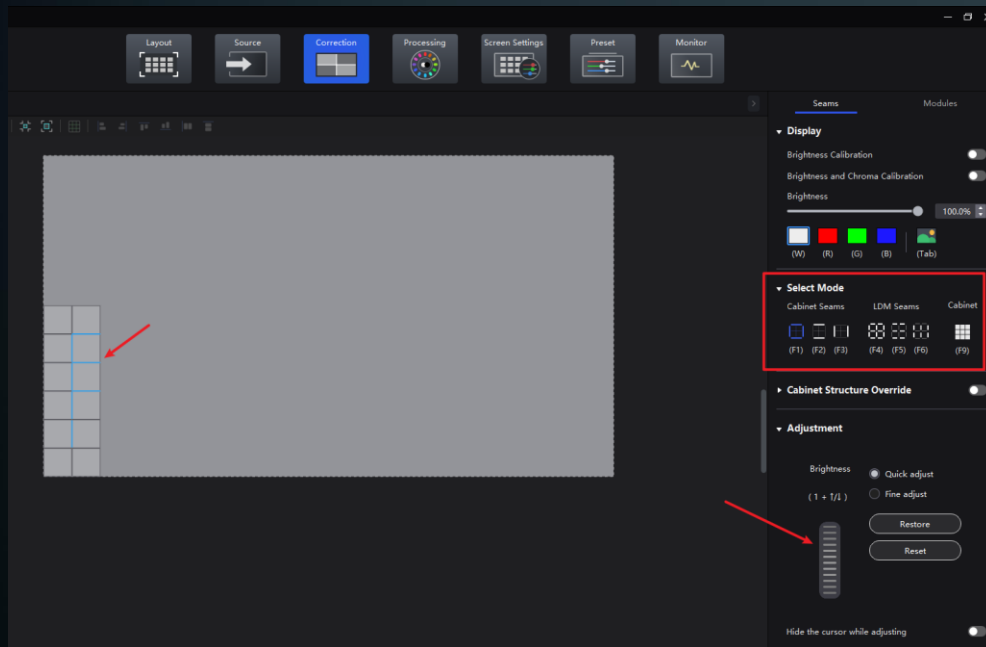 Layout Source Correction Processing Screen Settings Preset Monitor
Seams Modules
Display
Brightness Calibration
Brightness and Chroma Calibration
Brightness
100.0%
(W) (R) (G) (B) (Tab)
Select Mode
Cabinet Seams LDM Seams Cabinet
(F1) (F2) (F3) (F4) (F5) (F6) (F9)
Cabinet Structure Override
Adjustment
Brightness Quick adjust
(1 + ↑/↓) Fine adjust
Restore
Reset
Hide the cursor while adjusting